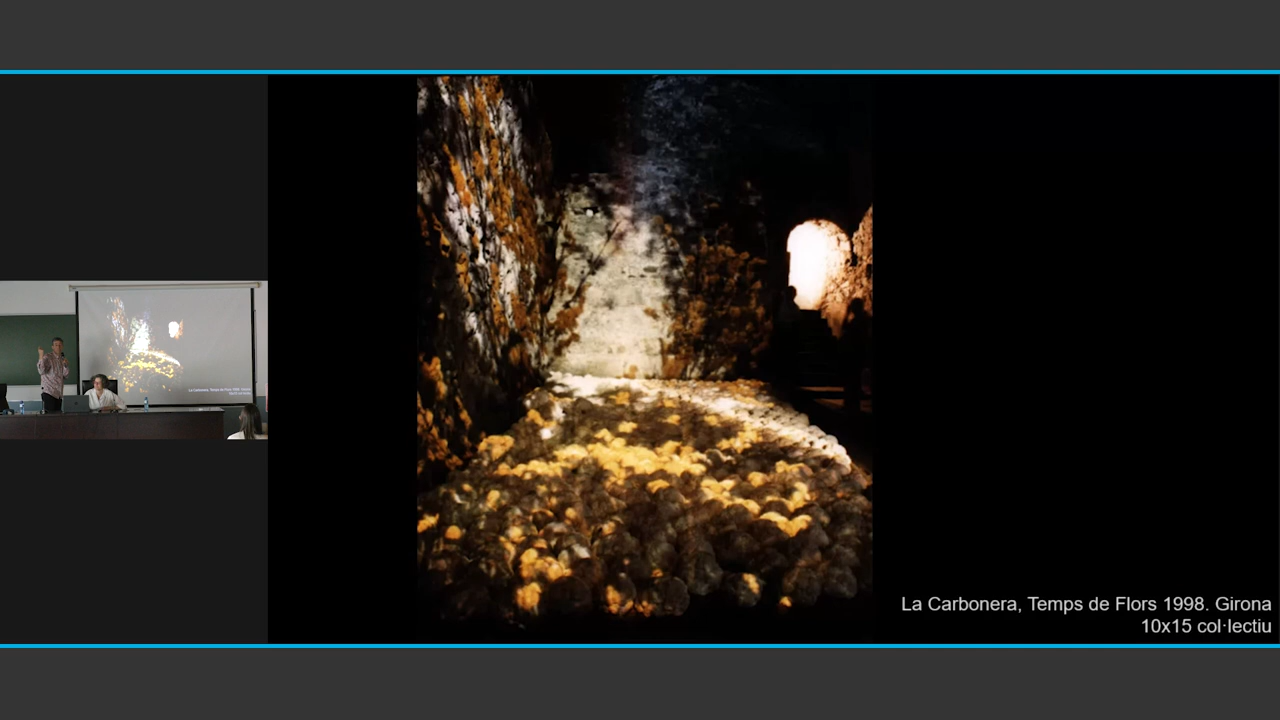 La Carbonera, Temps de Flors 1998. Girona
10x15 col·lectiu